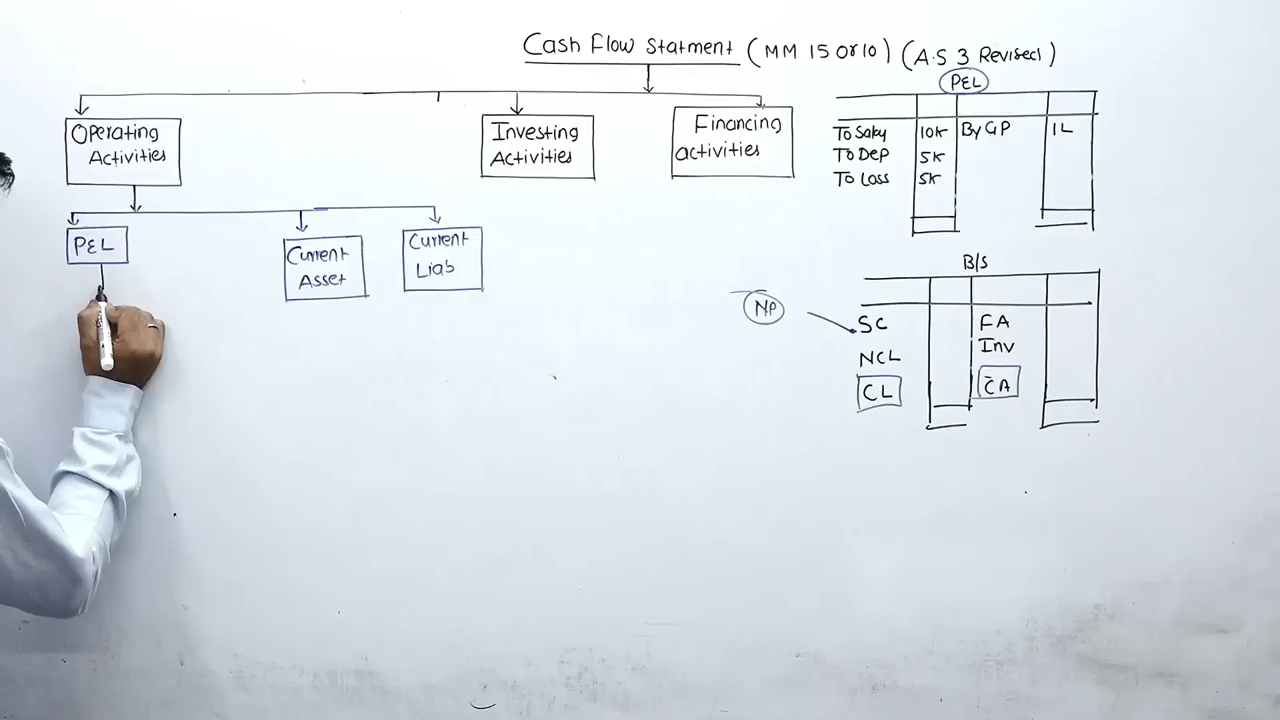 Cash Flow Statment (MM 15 Or 10) (A.S 3 Revised)
Operating
Activities
Investing
Activities
Financing
activities
P&L
Current
Asset
Current
Liab
P&L
To Salay 10K By GP 1L
To Dep 5K
To Loss 5K
B/S
NP
SC FA
NCL Inv
CL CA